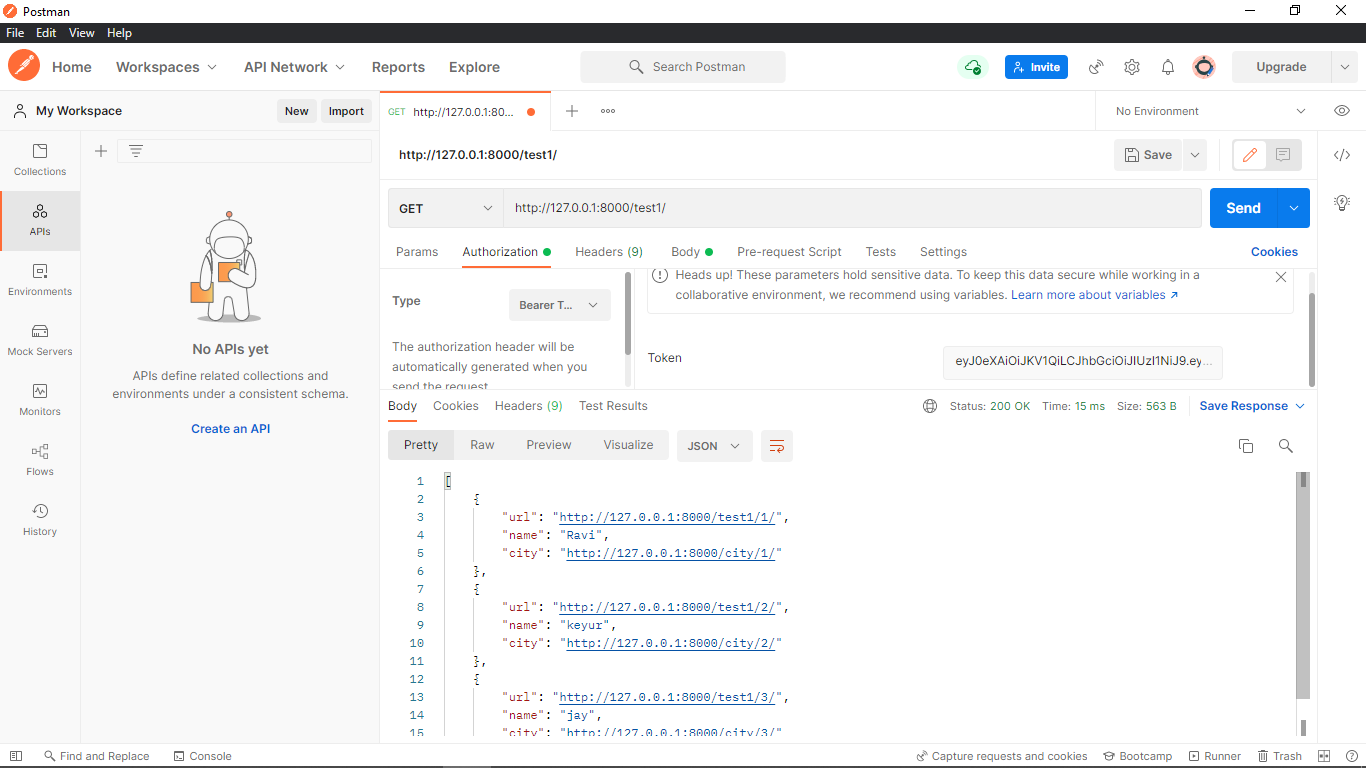 Postman
File Edit View Help
Home Workspaces API Network Reports Explore Search Postman Invite Upgrade
My Workspace New Import GET http://127.0.0.1:80... No Environment
Collections
APIs
Environments
Mock Servers
Monitors
Flows
History
No APIs yet
APIs define related collections and
environments under a consistent schema.
Create an API
http://127.0.0.1:8000/test1/ Save
GET http://127.0.0.1:8000/test1/ Send
Params Authorization Headers (9) Body Pre-request Script Tests Settings Cookies
Type Bearer T...
The authorization header will be
automatically generated when you
send the request.
Heads up! These parameters hold sensitive data. To keep this data secure while working in a
collaborative environment, we recommend using variables. Learn more about variables ↗
Token eyJ0eXAiOiJKV1QiLCJhbGciOiJIUzI1NiJ9.ey...
Body Cookies Headers (9) Test Results Status: 200 OK Time: 15 ms Size: 563 B Save Response
Pretty Raw Preview Visualize JSON
1 [
2 {
3 "url": "http://127.0.0.1:8000/test1/1/",
4 "name": "Ravi",
5 "city": "http://127.0.0.1:8000/city/1/"
6 },
7 {
8 "url": "http://127.0.0.1:8000/test1/2/",
9 "name": "keyur",
10 "city": "http://127.0.0.1:8000/city/2/"
11 },
12 {
13 "url": "http://127.0.0.1:8000/test1/3/",
14 "name": "jay",
15 "city": "http://127.0.0.1:8000/city/3/"
Find and Replace Console Capture requests and cookies Bootcamp Runner Trash